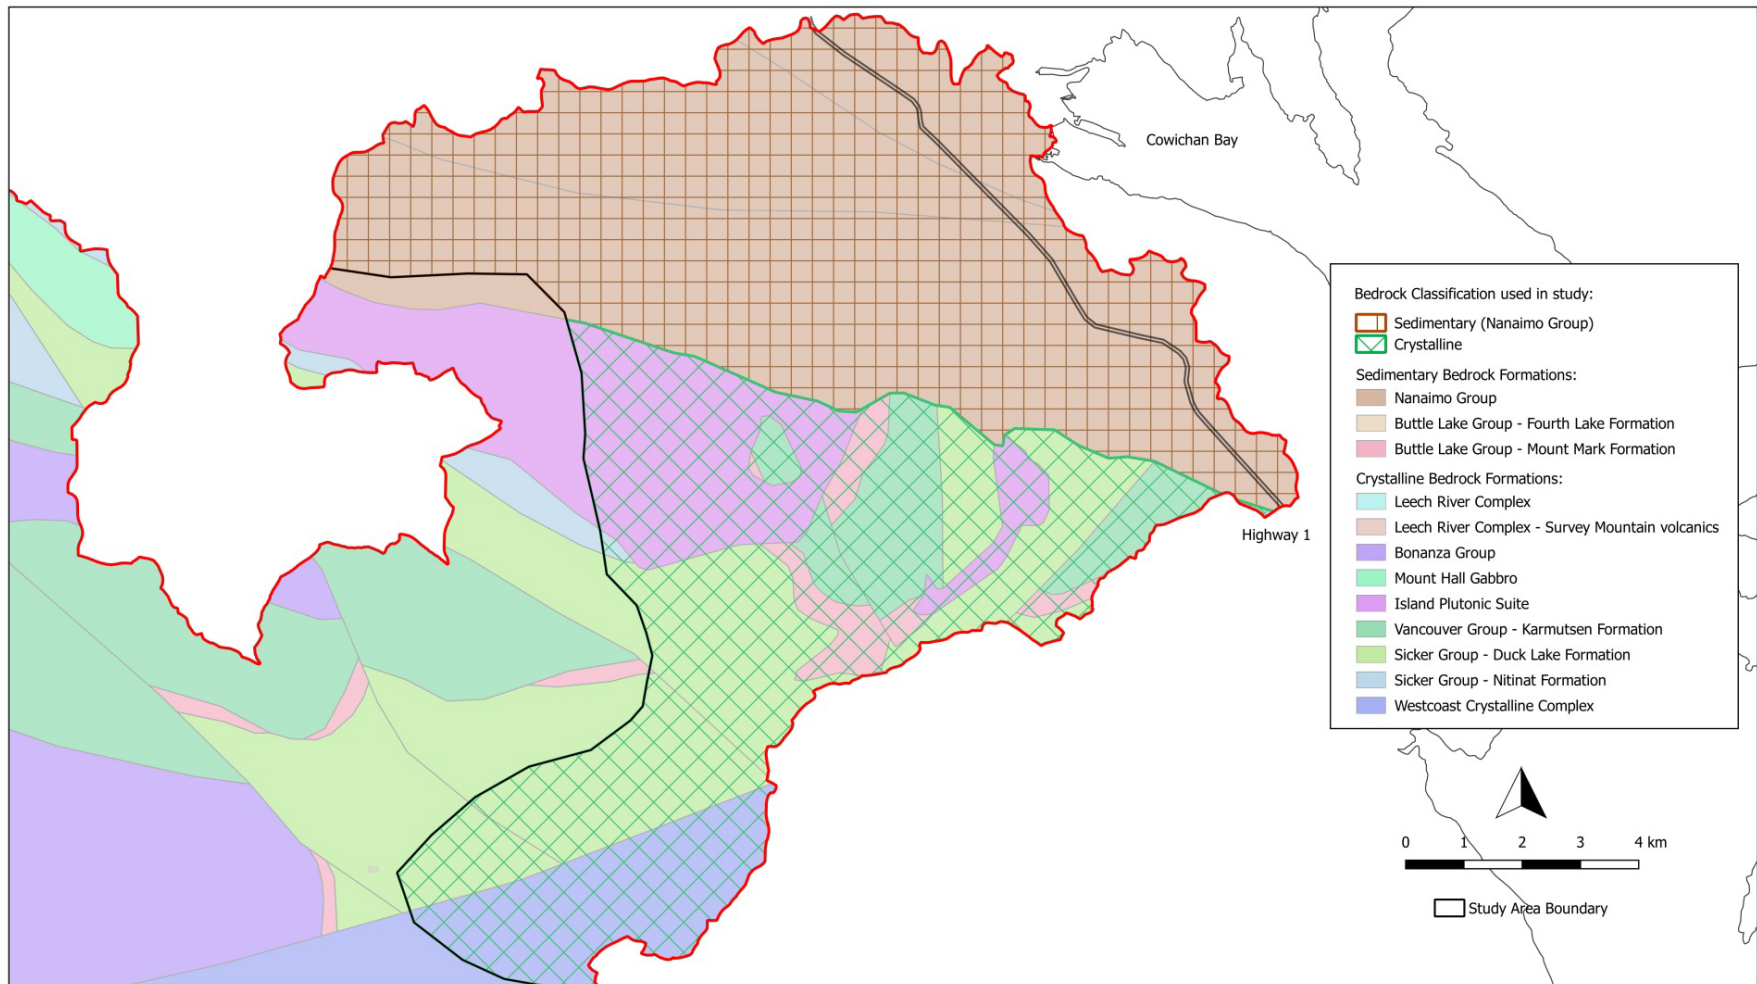 Cowichan Bay
Highway 1
Bedrock Classification used in study:
Sedimentary (Nanaimo Group)
Crystalline
Sedimentary Bedrock Formations:
Nanaimo Group
Buttle Lake Group - Fourth Lake Formation
Buttle Lake Group - Mount Mark Formation
Crystalline Bedrock Formations:
Leech River Complex
Leech River Complex - Survey Mountain volcanics
Bonanza Group
Mount Hall Gabbro
Island Plutonic Suite
Vancouver Group - Karmutsen Formation
Sicker Group - Duck Lake Formation
Sicker Group - Nitinat Formation
Westcoast Crystalline Complex
0 1 2 3 4 km
Study Area Boundary